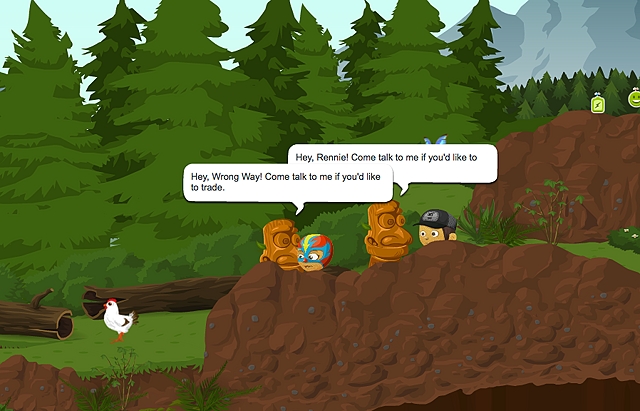 Hey, Rennie! Come talk to me if you'd like to
Hey, Wrong Way! Come talk to me if you'd like
to trade.